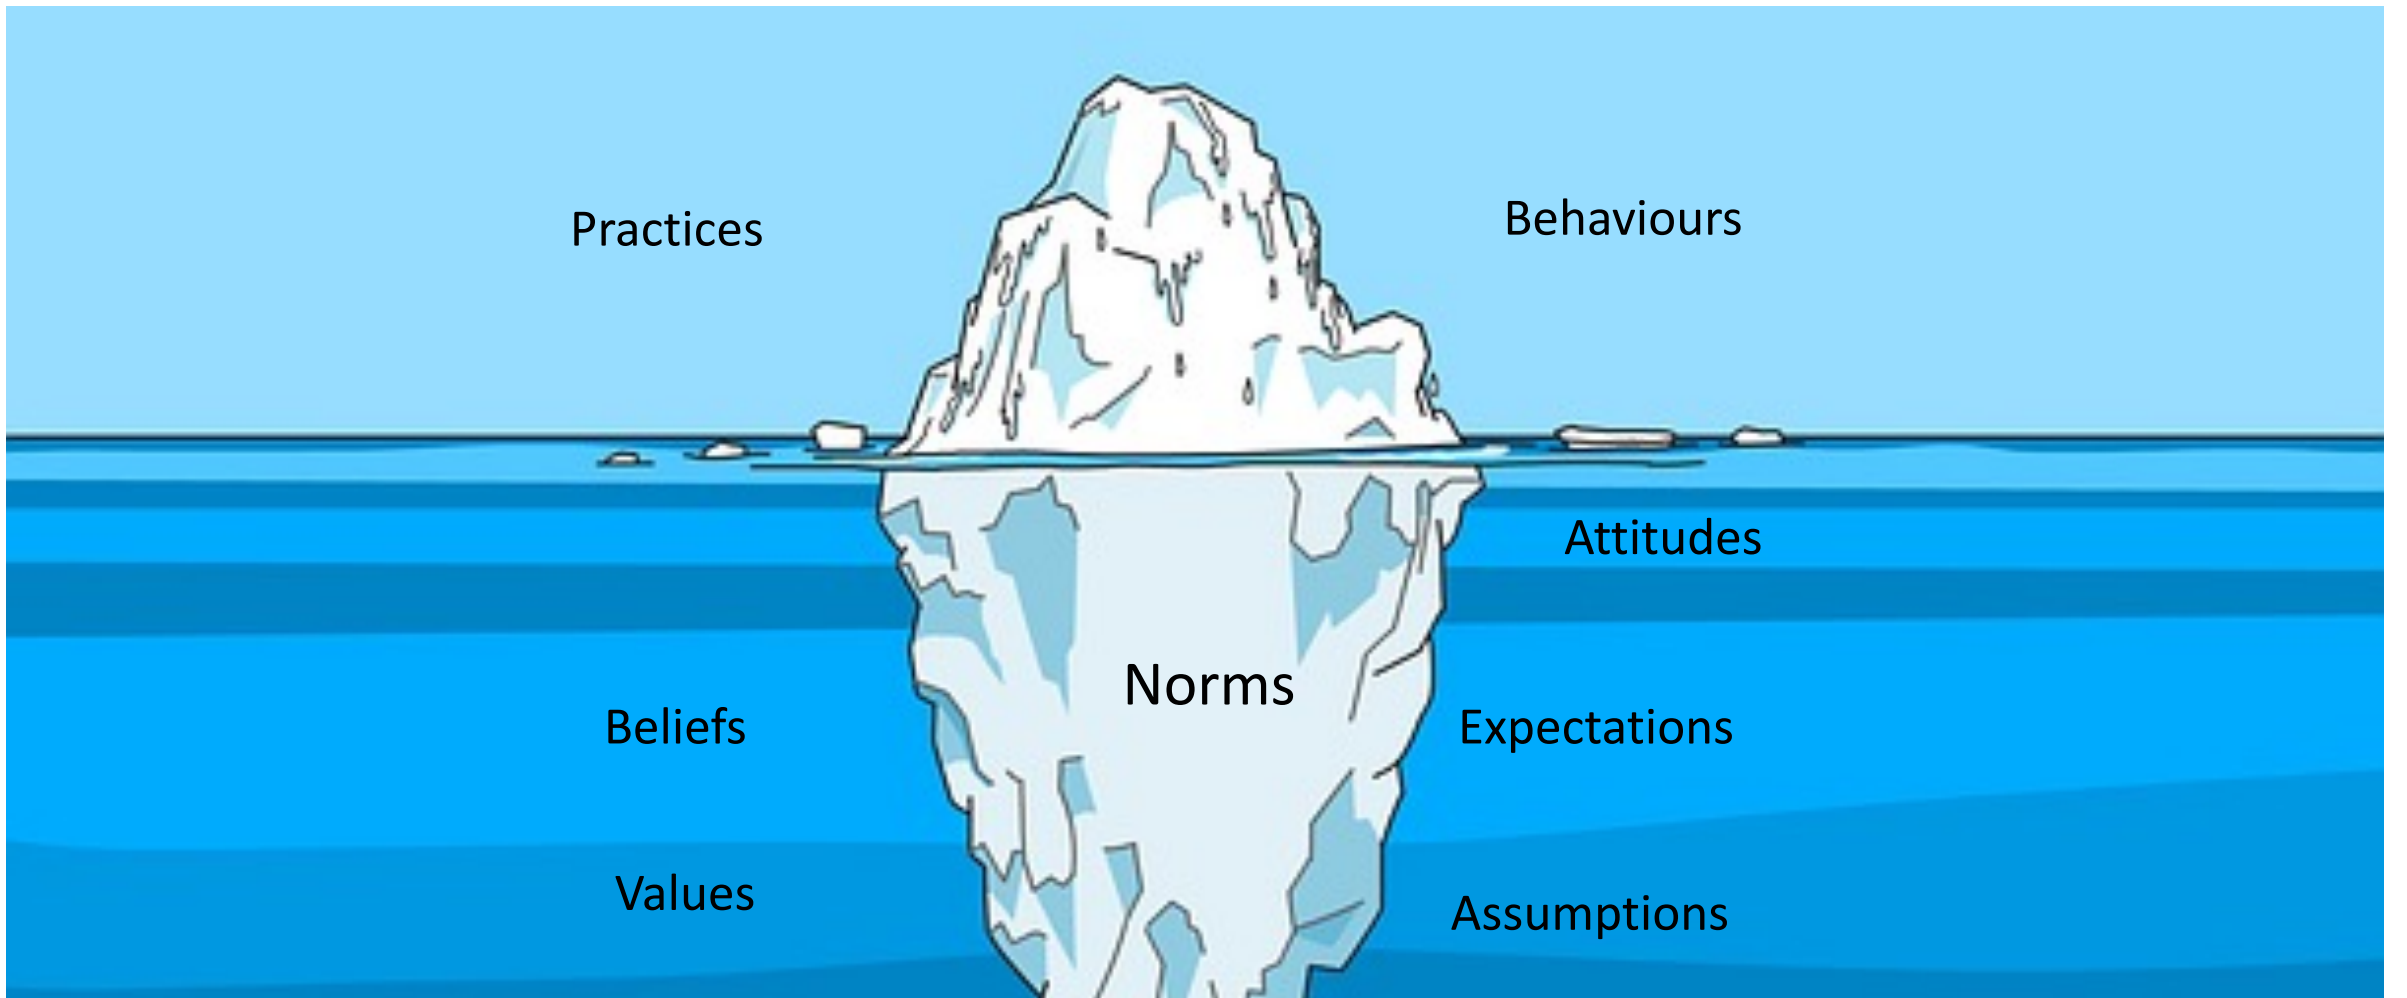 Practices
Behaviours
Attitudes
Norms
Beliefs
Expectations
Values
Assumptions